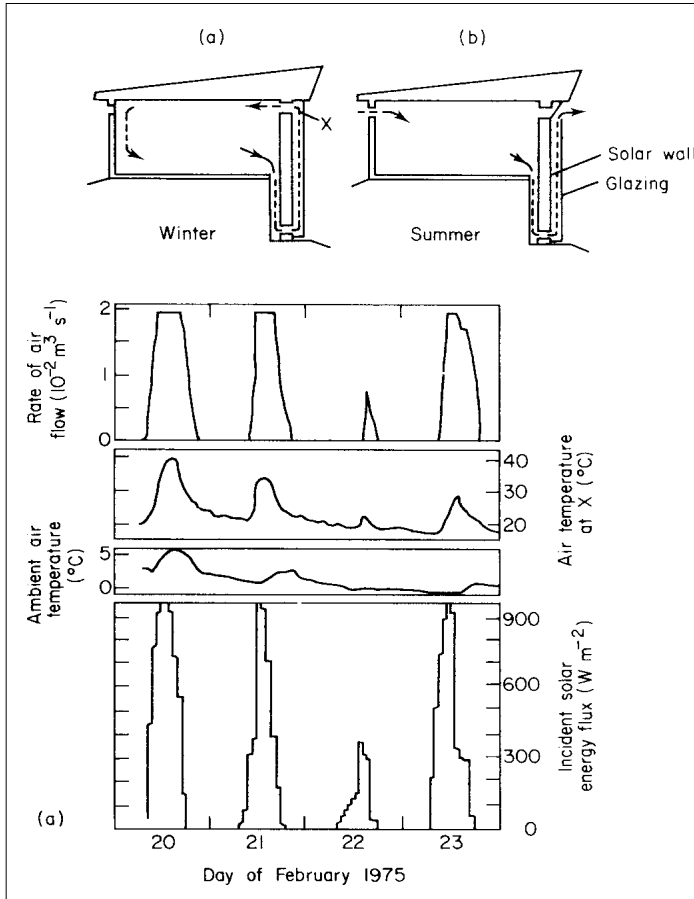 (a) (b)
X
Solar wall
Glazing
Winter Summer
Rate of air
flow (10⁻² m³ s⁻¹)
2
1
0
Air temperature
at X (°C)
40
30
20
Ambient air
temperature
(°C)
5
0
Incident solar
energy flux (W m⁻²)
900
600
300
0
(a)
20 21 22 23
Day of February 1975